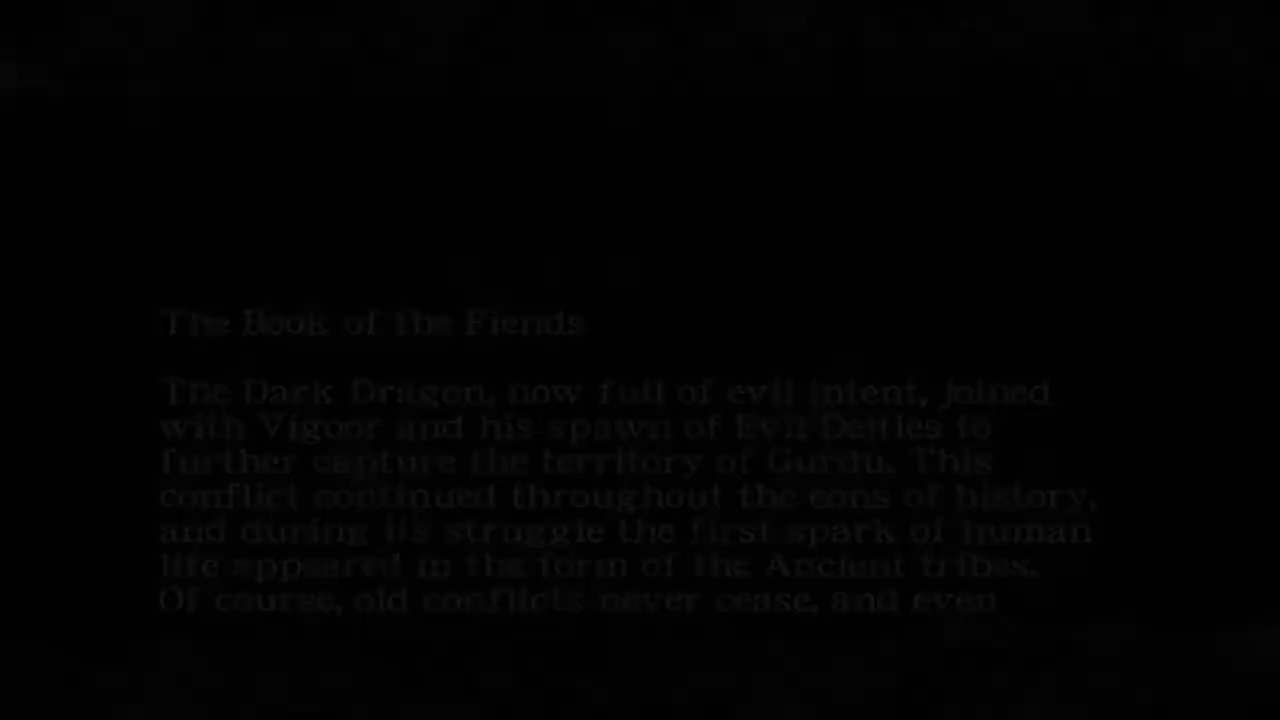 The Book of the Fiends
The Dark Dragon, now full of evil intent, joined
with Vigoor and his spawn of Evil Deities to
further capture the territory of Gurdu. This
conflict continued throughout the eons of history,
and during its struggle the first spark of human
life appeared in the form of the Ancient tribes.
Of course, old conflicts never cease, and even